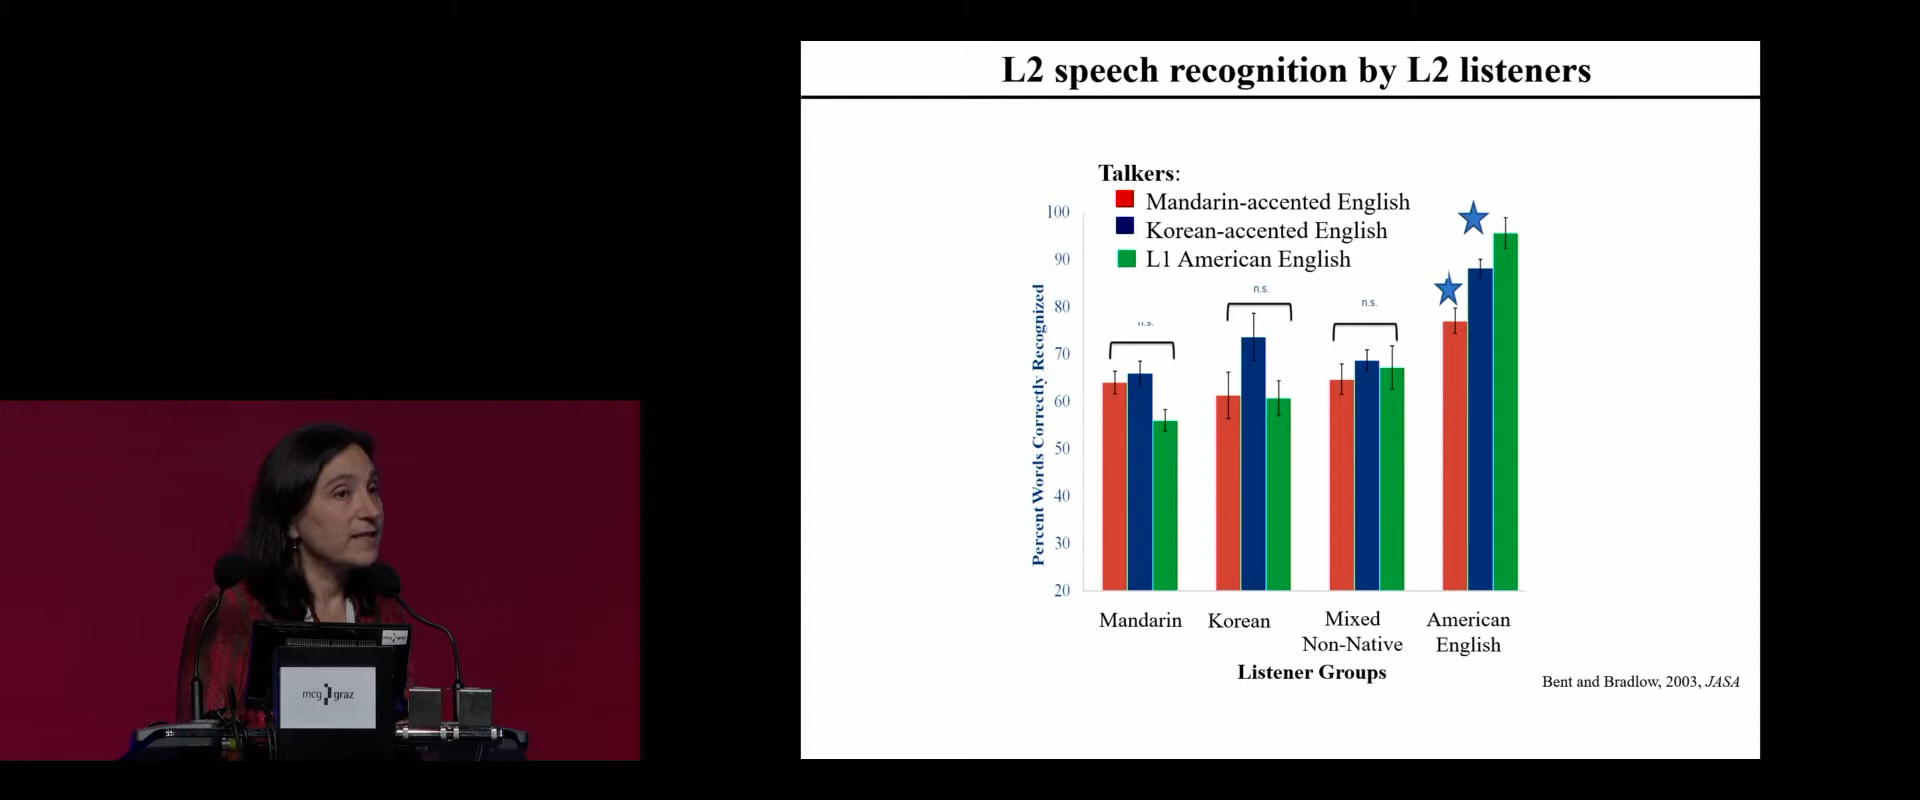 L2 speech recognition by L2 listeners
Talkers:
Mandarin-accented English
Korean-accented English
L1 American English
Percent Words Correctly Recognized
100
90
80
70
60
50
40
30
20
n.s.
n.s.
n.s.
Mandarin
Korean
Mixed
Non-Native
American
English
Listener Groups
Bent and Bradlow, 2003, JASA
mcg graz